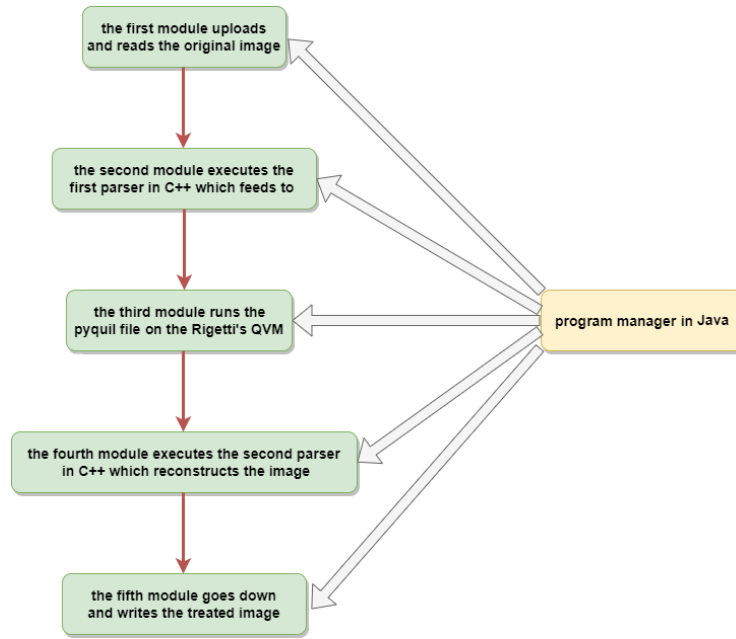 the first module uploads
and reads the original image
the second module executes the
first parser in C++ which feeds to
the third module runs the
pyquil file on the Rigetti's QVM
program manager in Java
the fourth module executes the second parser
in C++ which reconstructs the image
the fifth module goes down
and writes the treated image